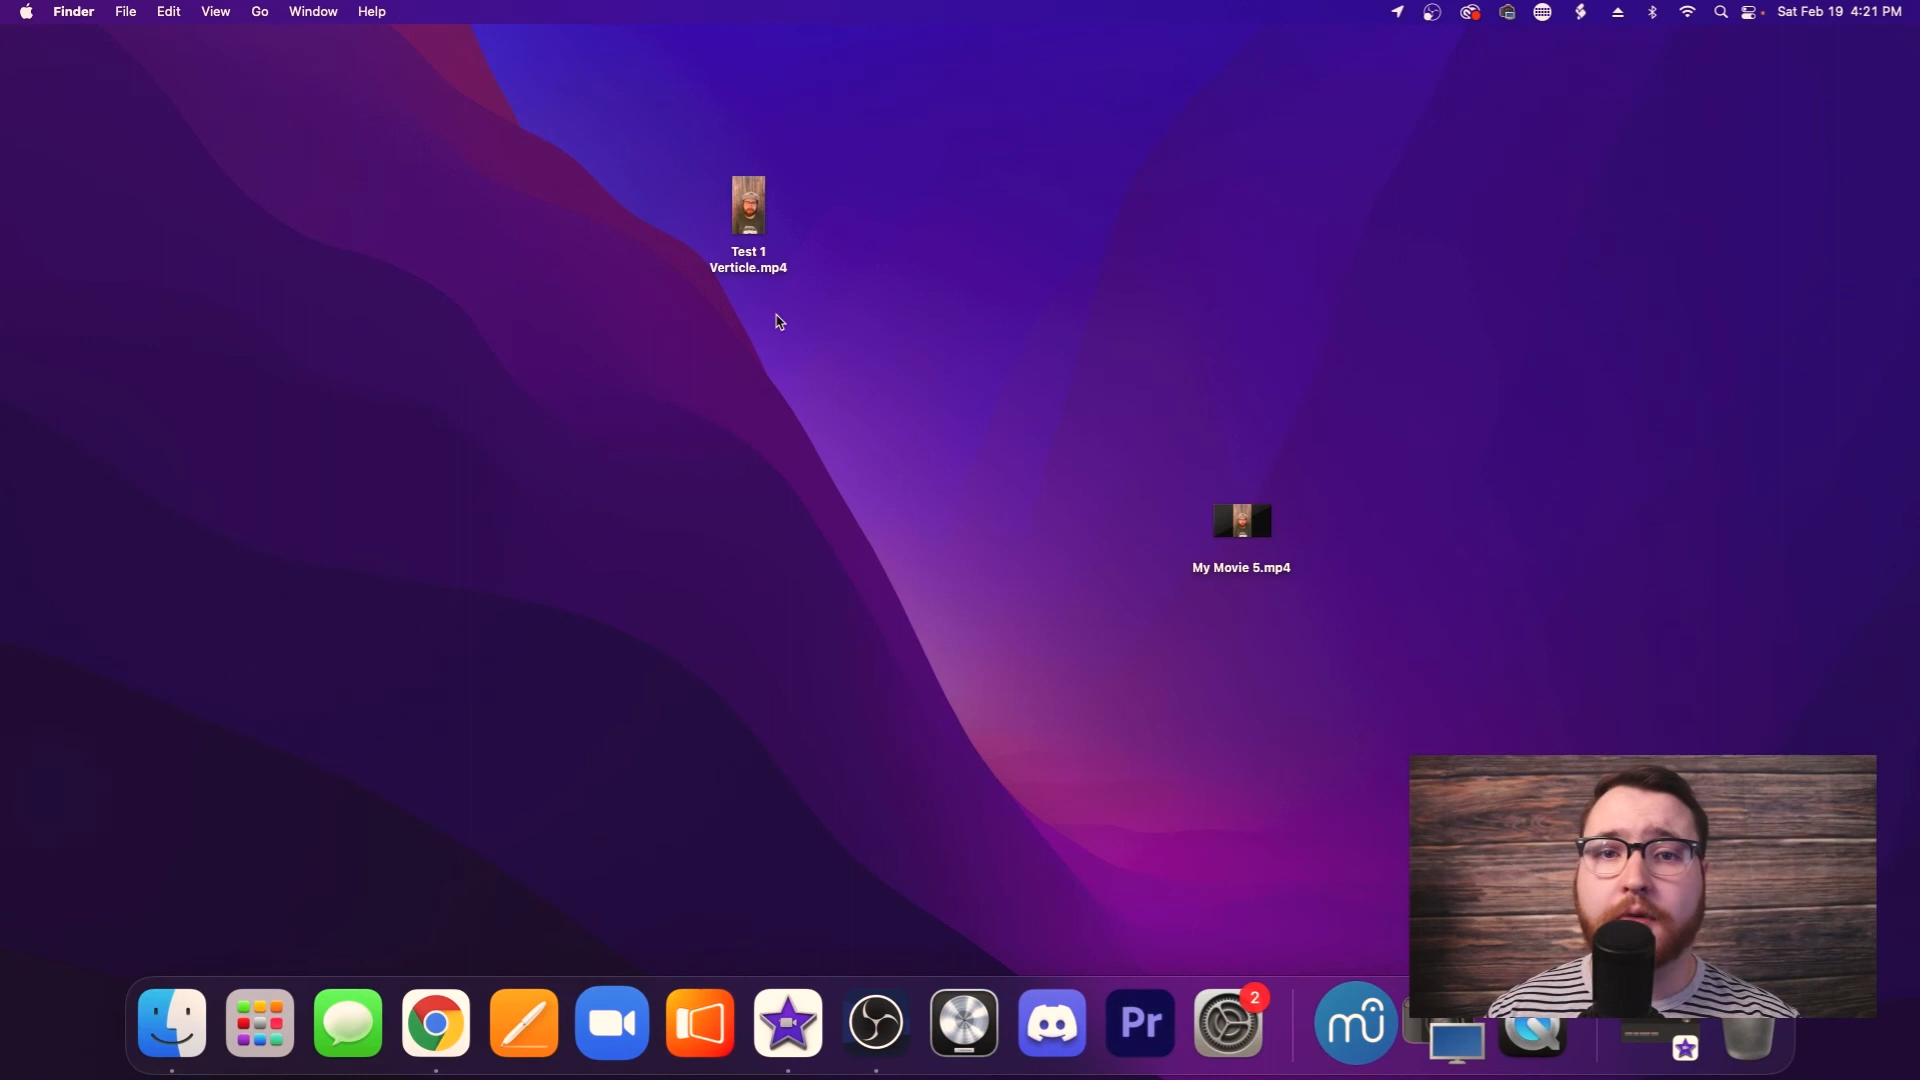 Finder File Edit View Go Window Help Sat Feb 19 4:21 PM
Test 1
Verticle.mp4
My Movie 5.mp4
2
Pr